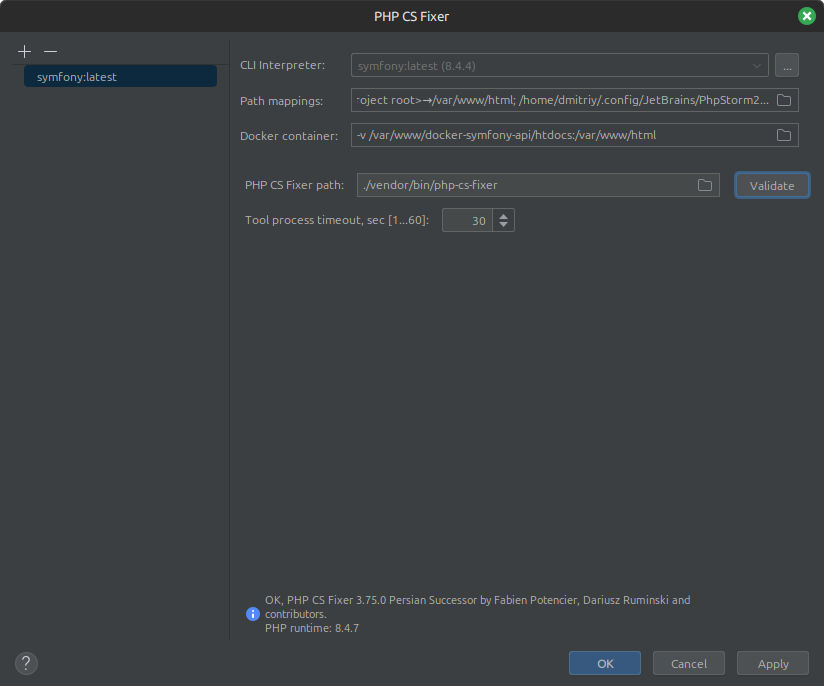 PHP CS Fixer
symfony:latest
CLI Interpreter: symfony:latest (8.4.4) ...
Path mappings: roject root>→/var/www/html; /home/dmitriy/.config/JetBrains/PhpStorm2...
Docker container: -v /var/www/docker-symfony-api/htdocs:/var/www/html
PHP CS Fixer path: ./vendor/bin/php-cs-fixer Validate
Tool process timeout, sec [1...60]: 30
OK, PHP CS Fixer 3.75.0 Persian Successor by Fabien Potencier, Dariusz Ruminski and
contributors.
PHP runtime: 8.4.7
? OK Cancel Apply